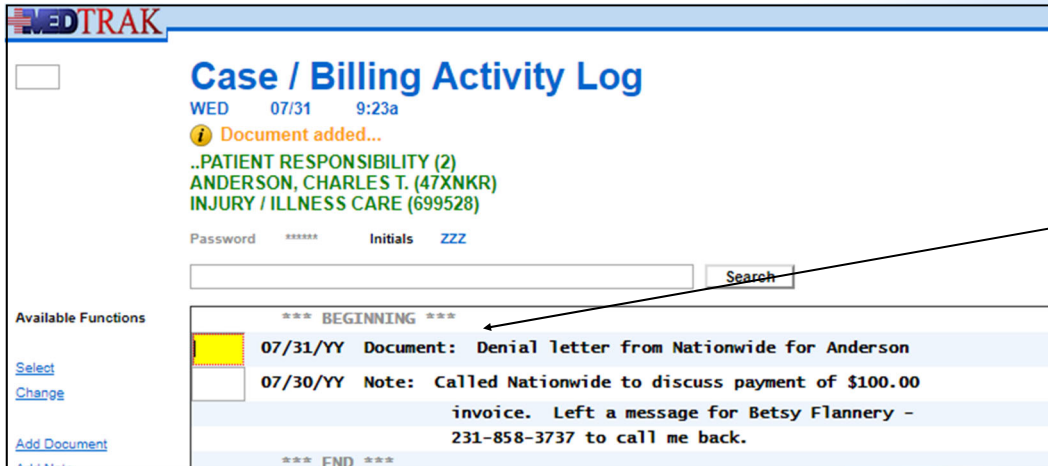 MEDTRAK
Case / Billing Activity Log
WED 07/31 9:23a
i Document added...
..PATIENT RESPONSIBILITY (2)
ANDERSON, CHARLES T. (47XNKR)
INJURY / ILLNESS CARE (699528)
Password ****** Initials ZZZ
Search
Available Functions
*** BEGINNING ***
07/31/YY Document: Denial letter from Nationwide for Anderson
Select
07/30/YY Note: Called Nationwide to discuss payment of $100.00
Change
invoice. Left a message for Betsy Flannery -
Add Document
231-858-3737 to call me back.
*** END ***